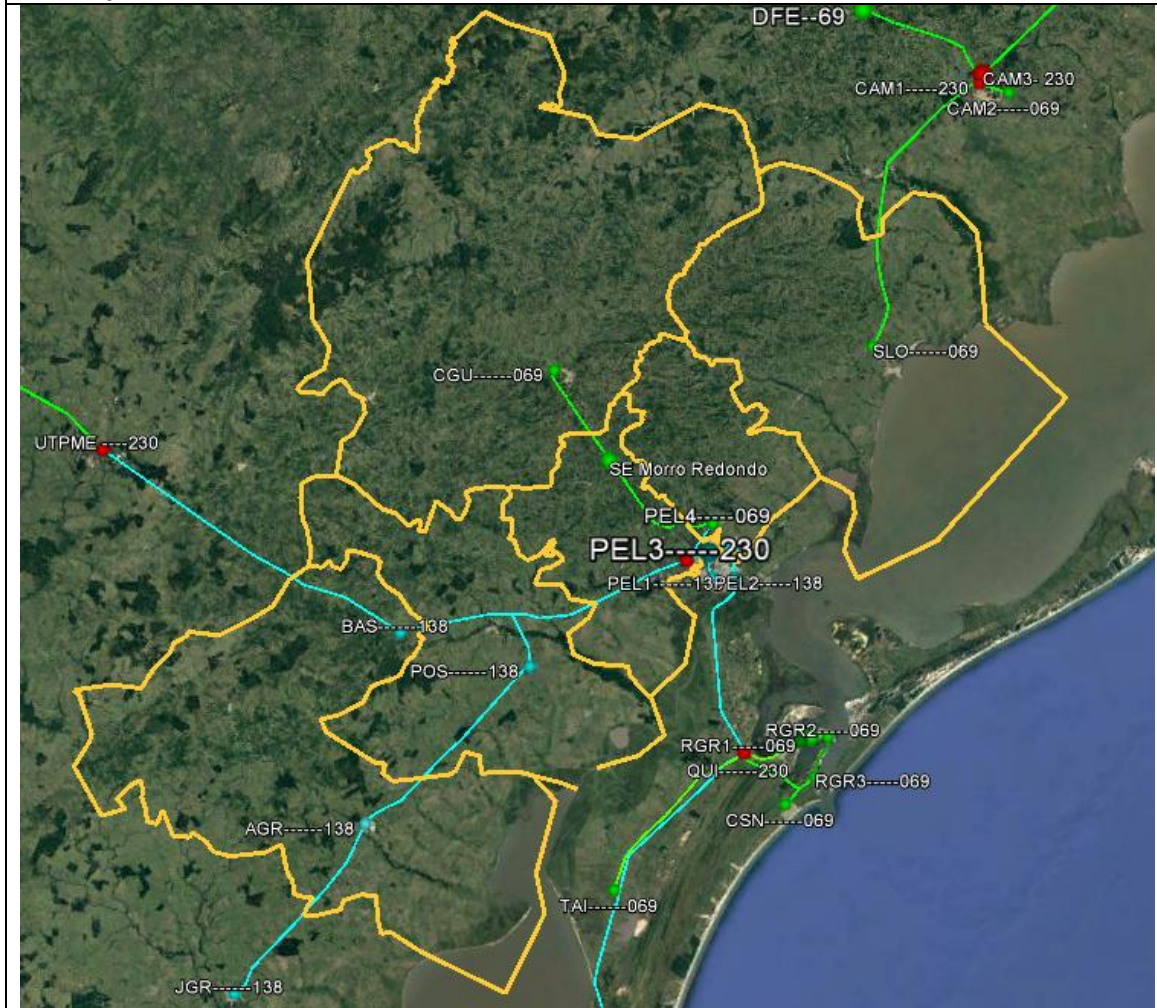 DFE--69
CAM3- 230
CAM1-----230
CAM2-----069
SLO------069
CGU------069
UTPME ----230
SE Morro Redondo
PEL4-----069
PEL3-----230
PEL1------13
PEL2-----138
BAS------138
POS------138
RGR2-----069
RGR1-----069
QUI------230
RGR3-----069
CSN------069
AGR------138
TAI------069
JGR------138